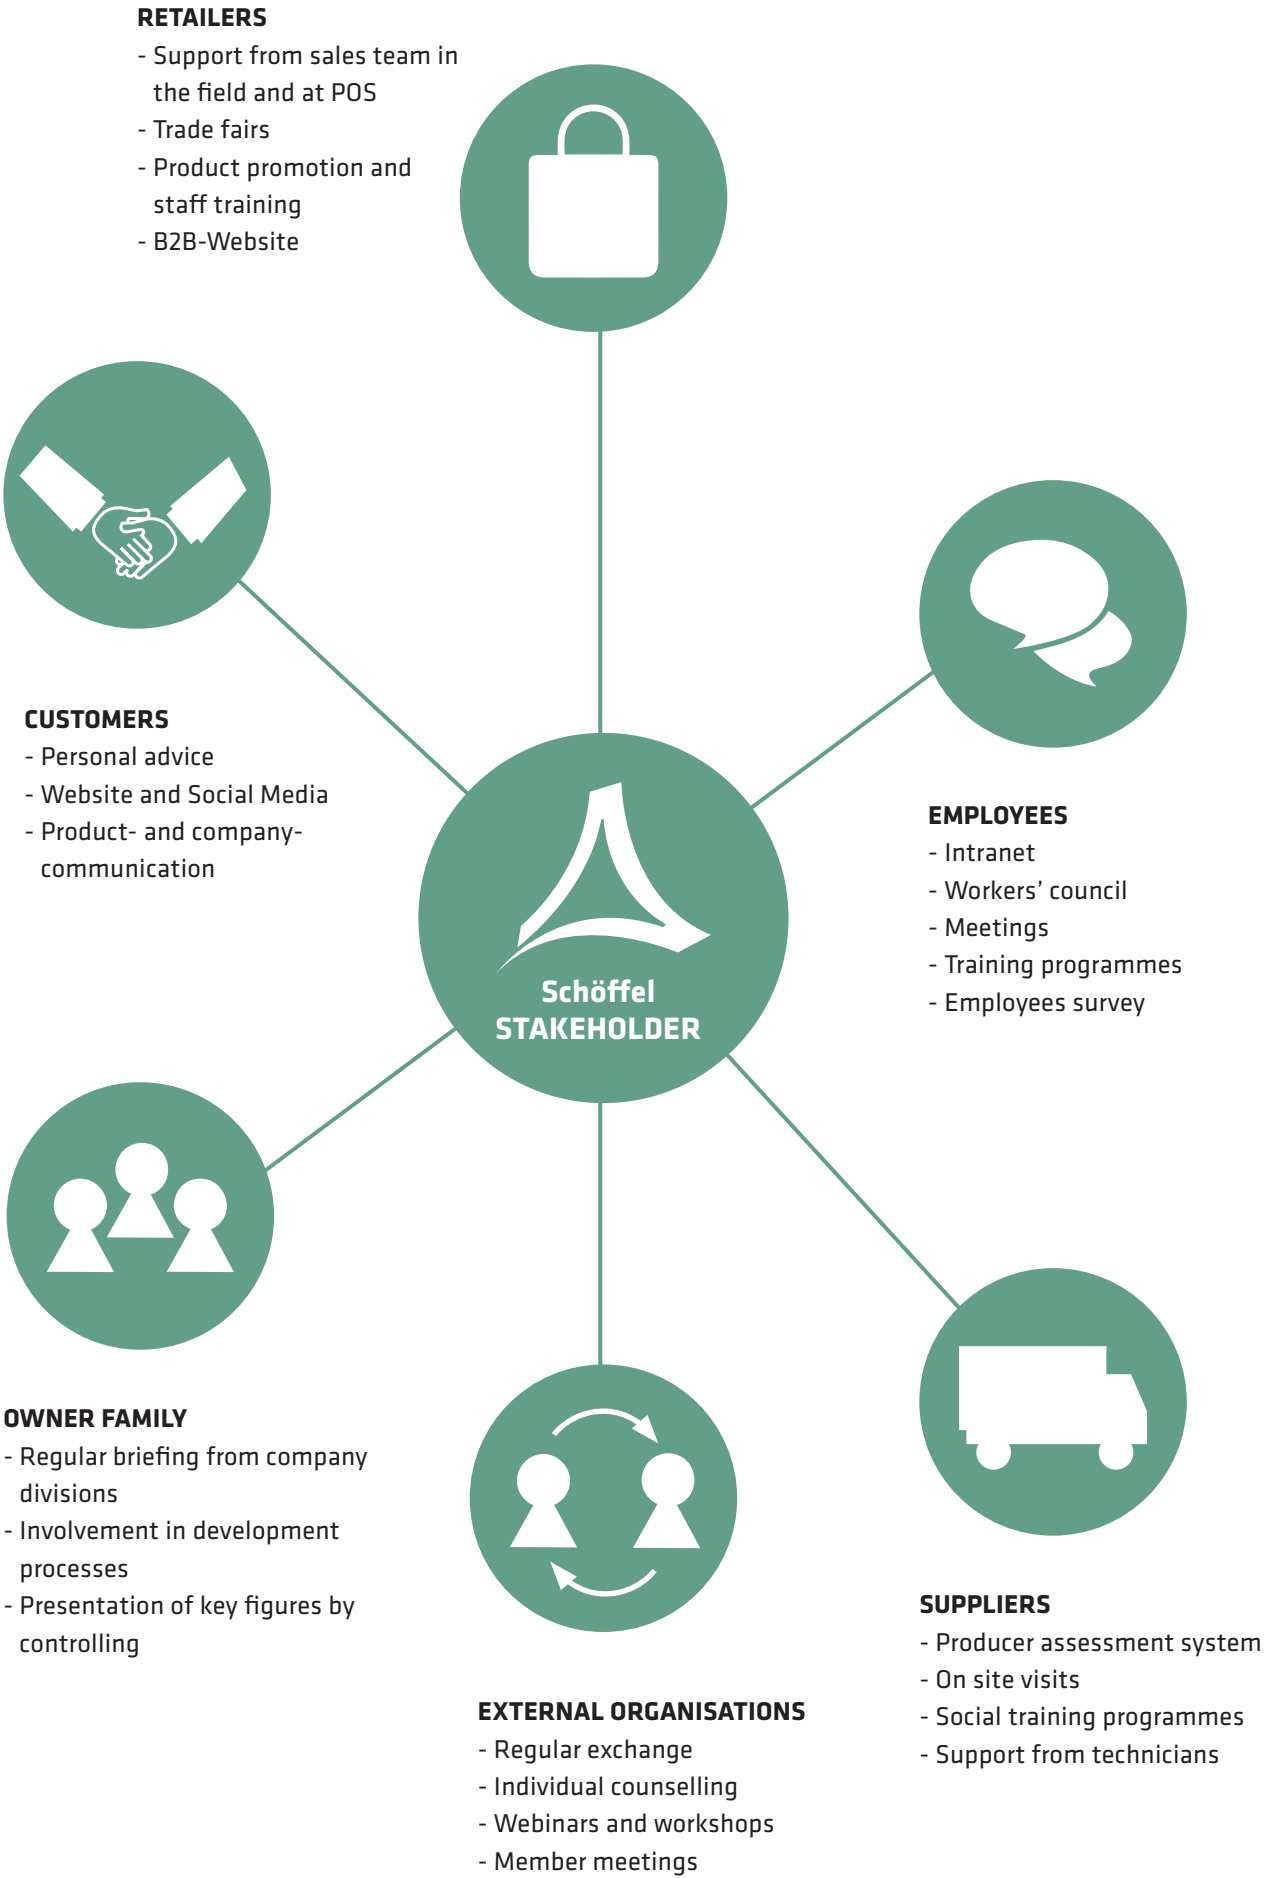 RETAILERS
- Support from sales team in
the field and at POS
- Trade fairs
- Product promotion and
staff training
- B2B-Website
CUSTOMERS
- Personal advice
- Website and Social Media
- Product- and company-
communication
EMPLOYEES
- Intranet
- Workers’ council
- Meetings
- Training programmes
- Employees survey
Schöffel
STAKEHOLDER
OWNER FAMILY
- Regular briefing from company
divisions
- Involvement in development
processes
- Presentation of key figures by
controlling
EXTERNAL ORGANISATIONS
- Regular exchange
- Individual counselling
- Webinars and workshops
- Member meetings
SUPPLIERS
- Producer assessment system
- On site visits
- Social training programmes
- Support from technicians